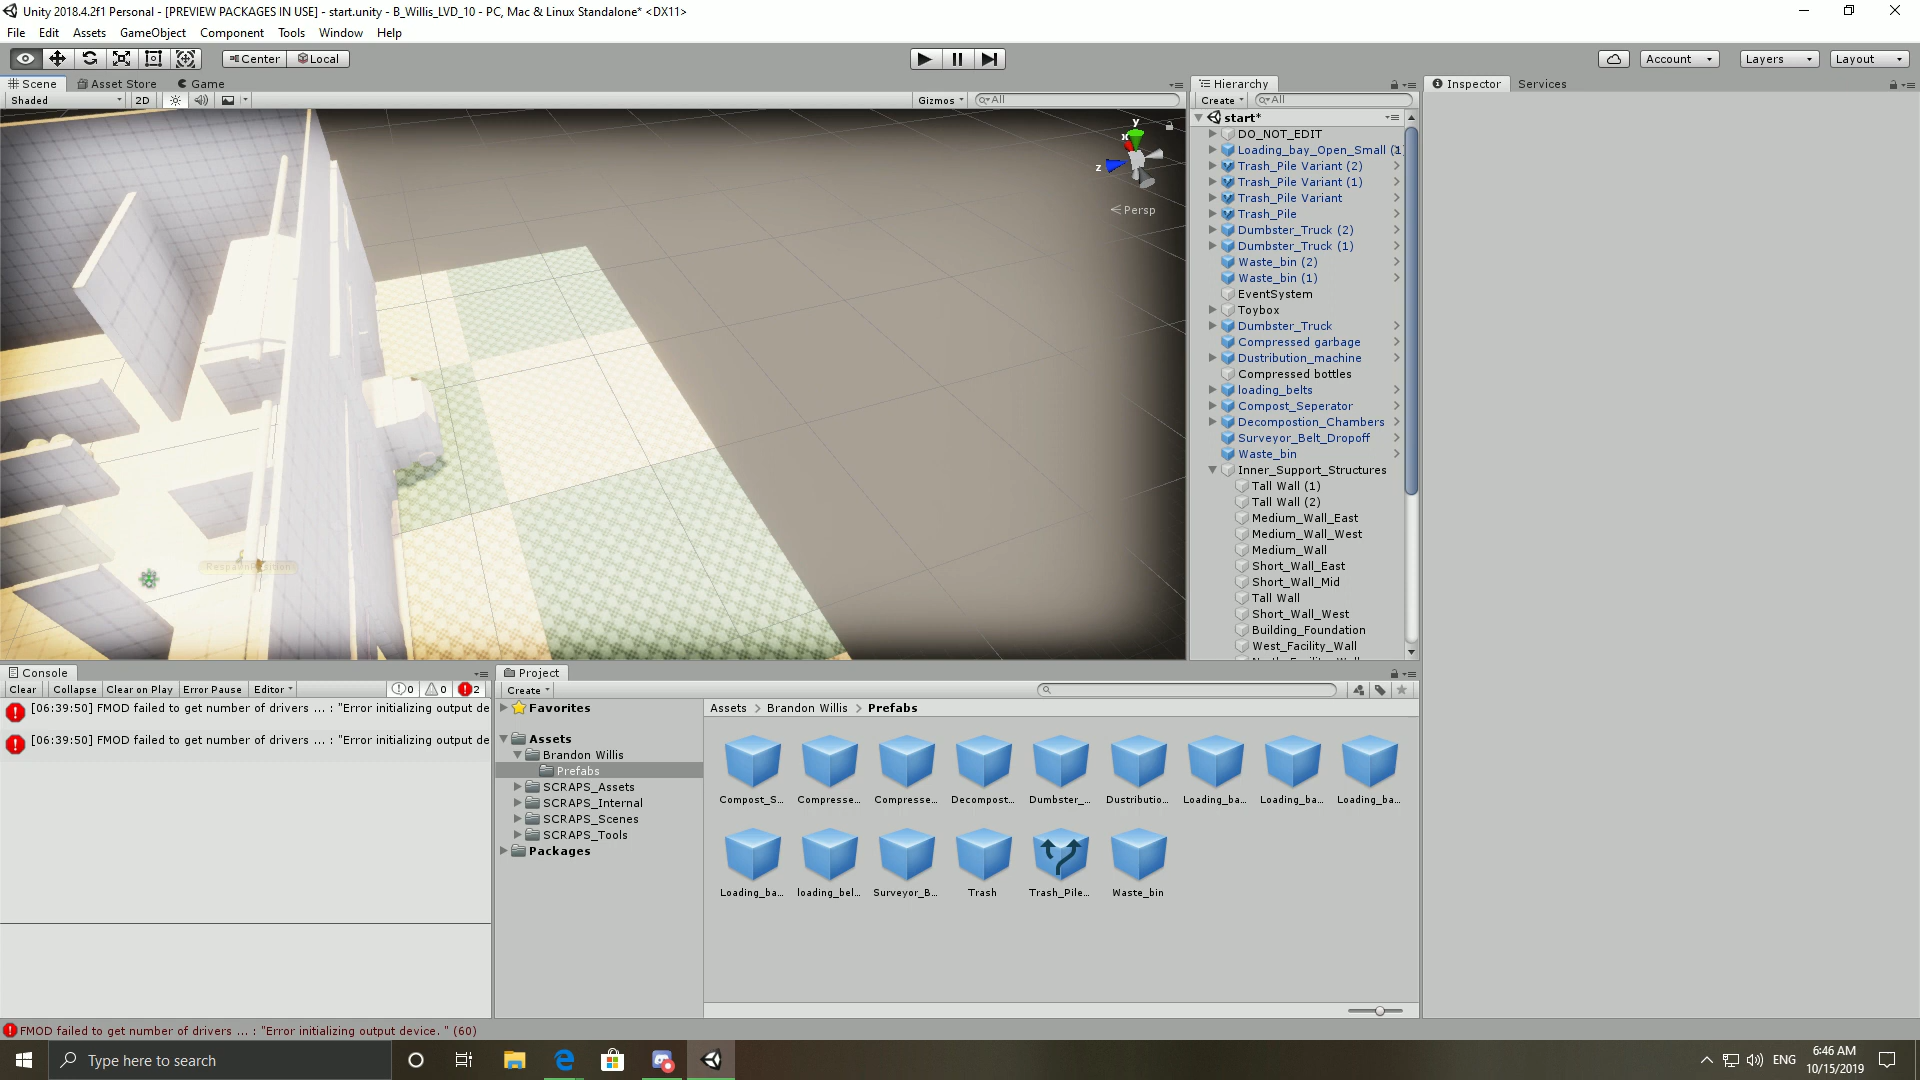 Unity 2018.4.2f1 Personal - [PREVIEW PACKAGES IN USE] - start.unity - B_Willis_LVD_10 - PC, Mac & Linux Standalone* <DX11>
File Edit Assets GameObject Component Tools Window Help
Center Local
Account Layers Layout
Scene Asset Store Game
Shaded 2D Gizmos All
y
x
z
Persp
RespawnPosition
Hierarchy
Create All
start*
DO_NOT_EDIT
Loading_bay_Open_Small (1
Trash_Pile Variant (2)
Trash_Pile Variant (1)
Trash_Pile Variant
Trash_Pile
Dumbster_Truck (2)
Dumbster_Truck (1)
Waste_bin (2)
Waste_bin (1)
EventSystem
Toybox
Dumbster_Truck
Compressed garbage
Dustribution_machine
Compressed bottles
loading_belts
Compost_Seperator
Decompostion_Chambers
Surveyor_Belt_Dropoff
Waste_bin
Inner_Support_Structures
Tall Wall (1)
Tall Wall (2)
Medium_Wall_East
Medium_Wall_West
Medium_Wall
Short_Wall_East
Short_Wall_Mid
Tall Wall
Short_Wall_West
Building_Foundation
West_Facility_Wall
Inspector Services
Console
Clear Collapse Clear on Play Error Pause Editor 0 0 2
[06:39:50] FMOD failed to get number of drivers ... : "Error initializing output de
[06:39:50] FMOD failed to get number of drivers ... : "Error initializing output de
Project
Create
Favorites
Assets
Brandon Willis
Prefabs
SCRAPS_Assets
SCRAPS_Internal
SCRAPS_Scenes
SCRAPS_Tools
Packages
Assets > Brandon Willis > Prefabs
Compost_S... Compresse... Compresse... Decompost... Dumbster_... Dustributio... Loading_ba... Loading_ba... Loading_ba...
Loading_ba... loading_bel... Surveyor_B... Trash Trash_Pile... Waste_bin
FMOD failed to get number of drivers ... : "Error initializing output device. " (60)
Type here to search
ENG
6:46 AM
10/15/2019